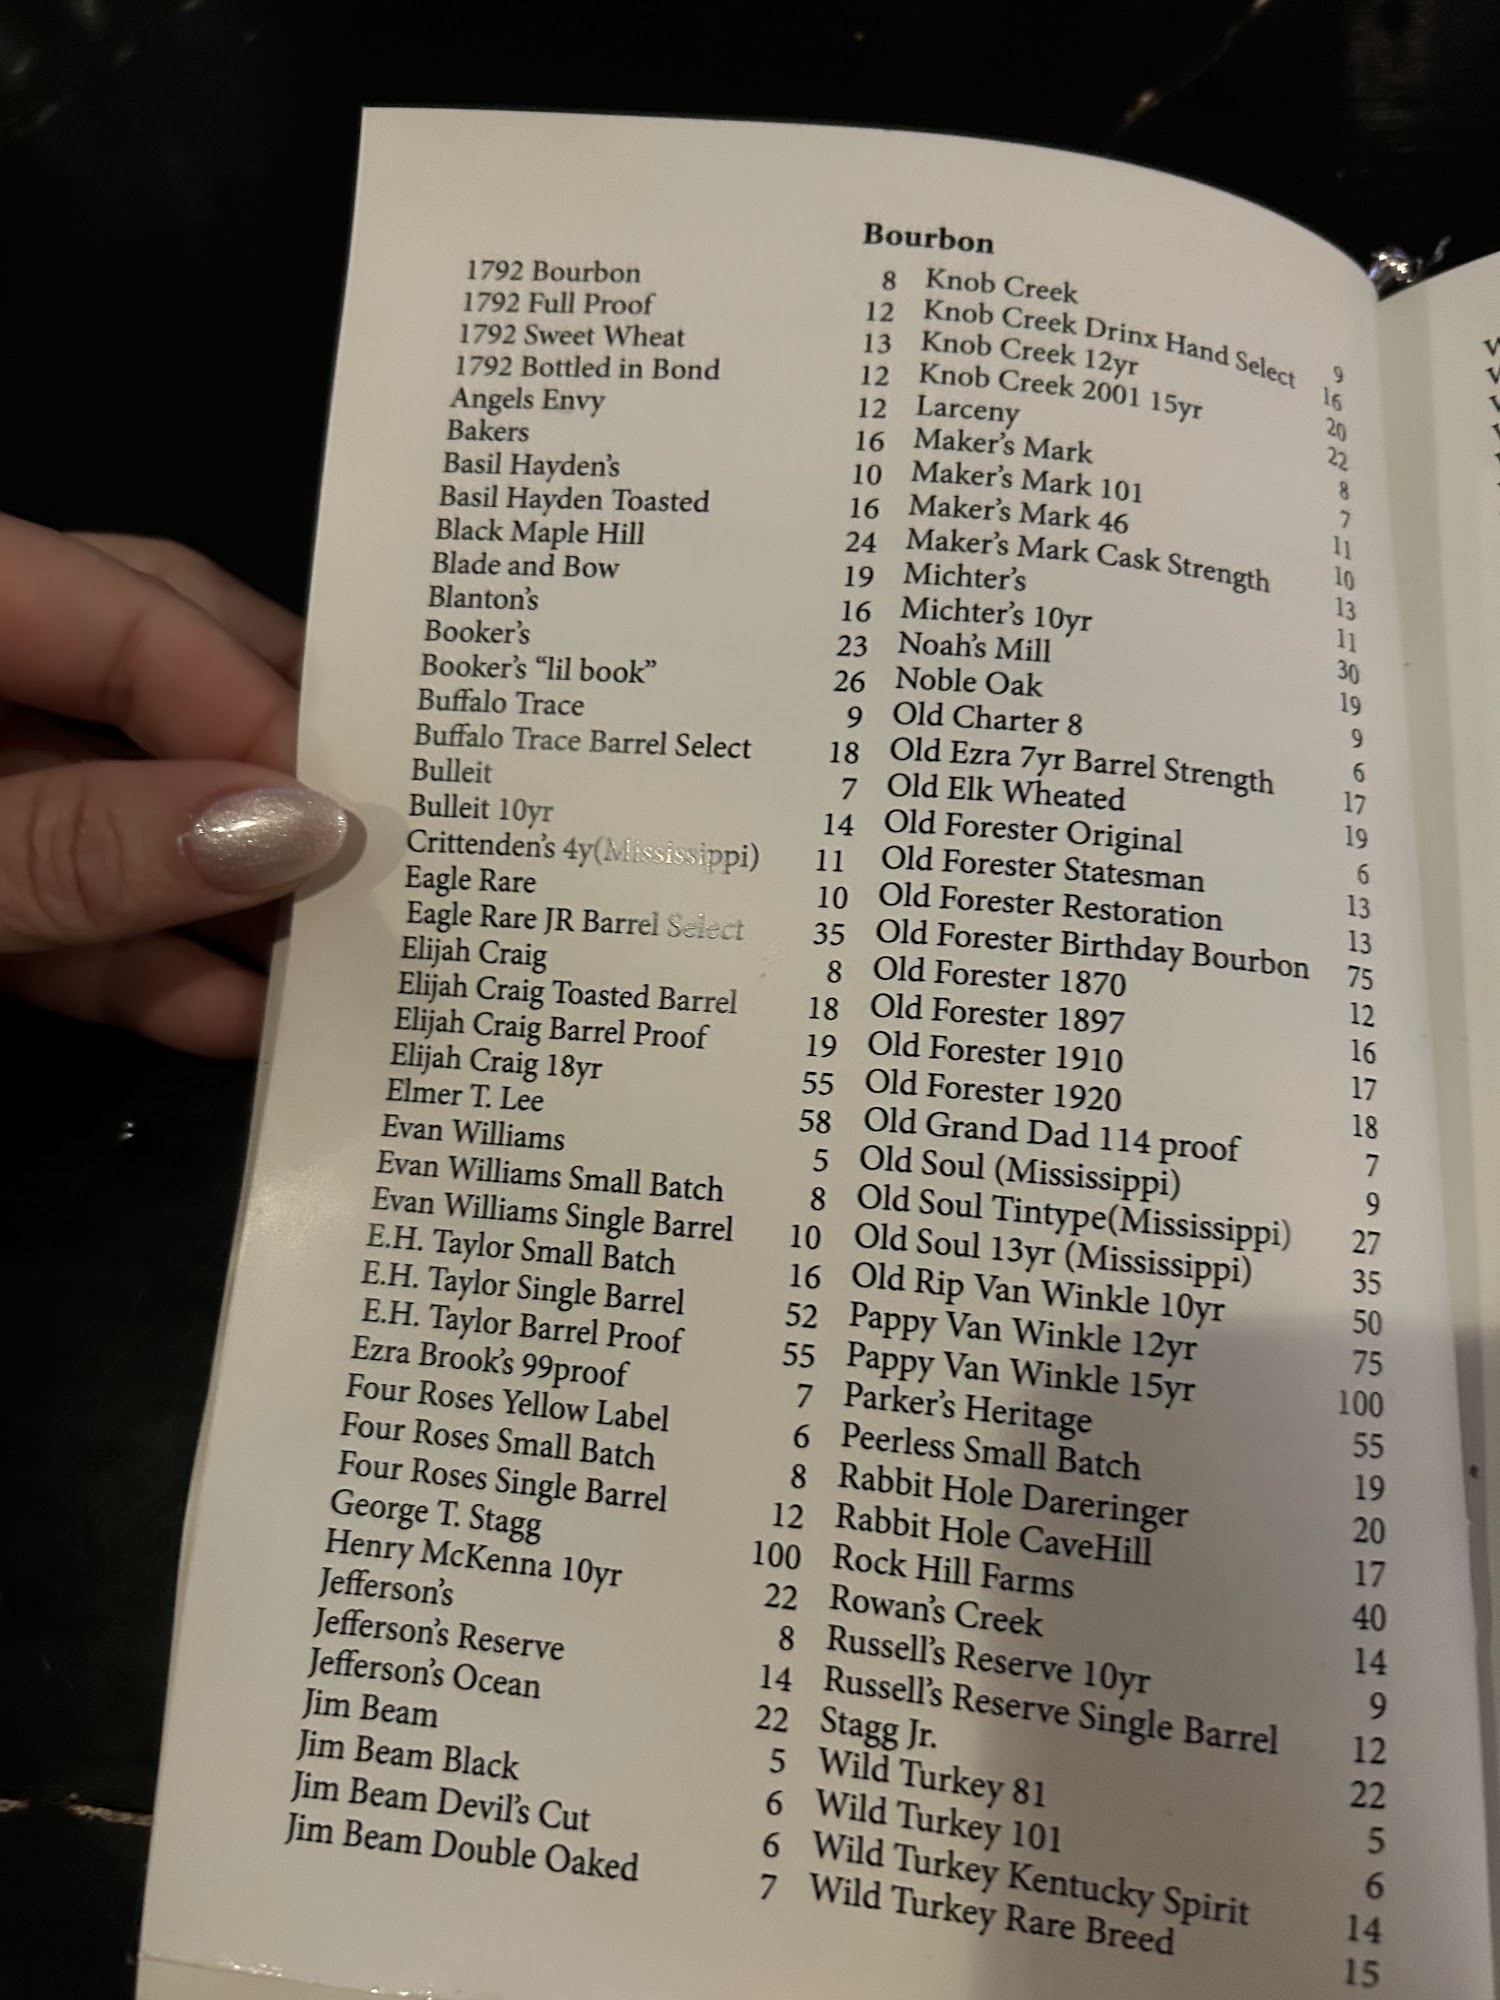 Bourbon
1792 Bourbon 8
1792 Full Proof 12
1792 Sweet Wheat 13
1792 Bottled in Bond 12
Angels Envy 12
Bakers 16
Basil Hayden's 10
Basil Hayden Toasted 16
Black Maple Hill 24
Blade and Bow 19
Blanton's 16
Booker's 23
Booker's “lil book” 26
Buffalo Trace 9
Buffalo Trace Barrel Select 18
Bulleit 7
Bulleit 10yr 14
Crittenden's 4y(Mississippi) 11
Eagle Rare 10
Eagle Rare JR Barrel Select 35
Elijah Craig 8
Elijah Craig Toasted Barrel 18
Elijah Craig Barrel Proof 19
Elijah Craig 18yr 55
Elmer T. Lee 58
Evan Williams 5
Evan Williams Small Batch 8
Evan Williams Single Barrel 10
E.H. Taylor Small Batch 16
E.H. Taylor Single Barrel 52
E.H. Taylor Barrel Proof 55
Ezra Brook's 99proof 7
Four Roses Yellow Label 6
Four Roses Small Batch 8
Four Roses Single Barrel 12
George T. Stagg 100
Henry McKenna 10yr 22
Jefferson's 8
Jefferson's Reserve 14
Jefferson's Ocean 22
Jim Beam 5
Jim Beam Black 6
Jim Beam Devil's Cut 6
Jim Beam Double Oaked 7
Knob Creek 9
Knob Creek Drinx Hand Select 16
Knob Creek 12yr 20
Knob Creek 2001 15yr 22
Larceny 8
Maker's Mark 7
Maker's Mark 101 11
Maker's Mark 46 10
Maker's Mark Cask Strength 13
Michter's 11
Michter's 10yr 30
Noah's Mill 19
Noble Oak 9
Old Charter 8 6
Old Ezra 7yr Barrel Strength 17
Old Elk Wheated 19
Old Forester Original 6
Old Forester Statesman 13
Old Forester Restoration 13
Old Forester Birthday Bourbon 75
Old Forester 1870 12
Old Forester 1897 16
Old Forester 1910 17
Old Forester 1920 18
Old Grand Dad 114 proof 7
Old Soul (Mississippi) 9
Old Soul Tintype(Mississippi) 27
Old Soul 13yr (Mississippi) 35
Old Rip Van Winkle 10yr 50
Pappy Van Winkle 12yr 75
Pappy Van Winkle 15yr 100
Parker's Heritage 55
Peerless Small Batch 19
Rabbit Hole Dareringer 20
Rabbit Hole CaveHill 17
Rock Hill Farms 40
Rowan's Creek 14
Russell's Reserve 10yr 9
Russell's Reserve Single Barrel 12
Stagg Jr. 22
Wild Turkey 81 5
Wild Turkey 101 6
Wild Turkey Kentucky Spirit 14
Wild Turkey Rare Breed 15